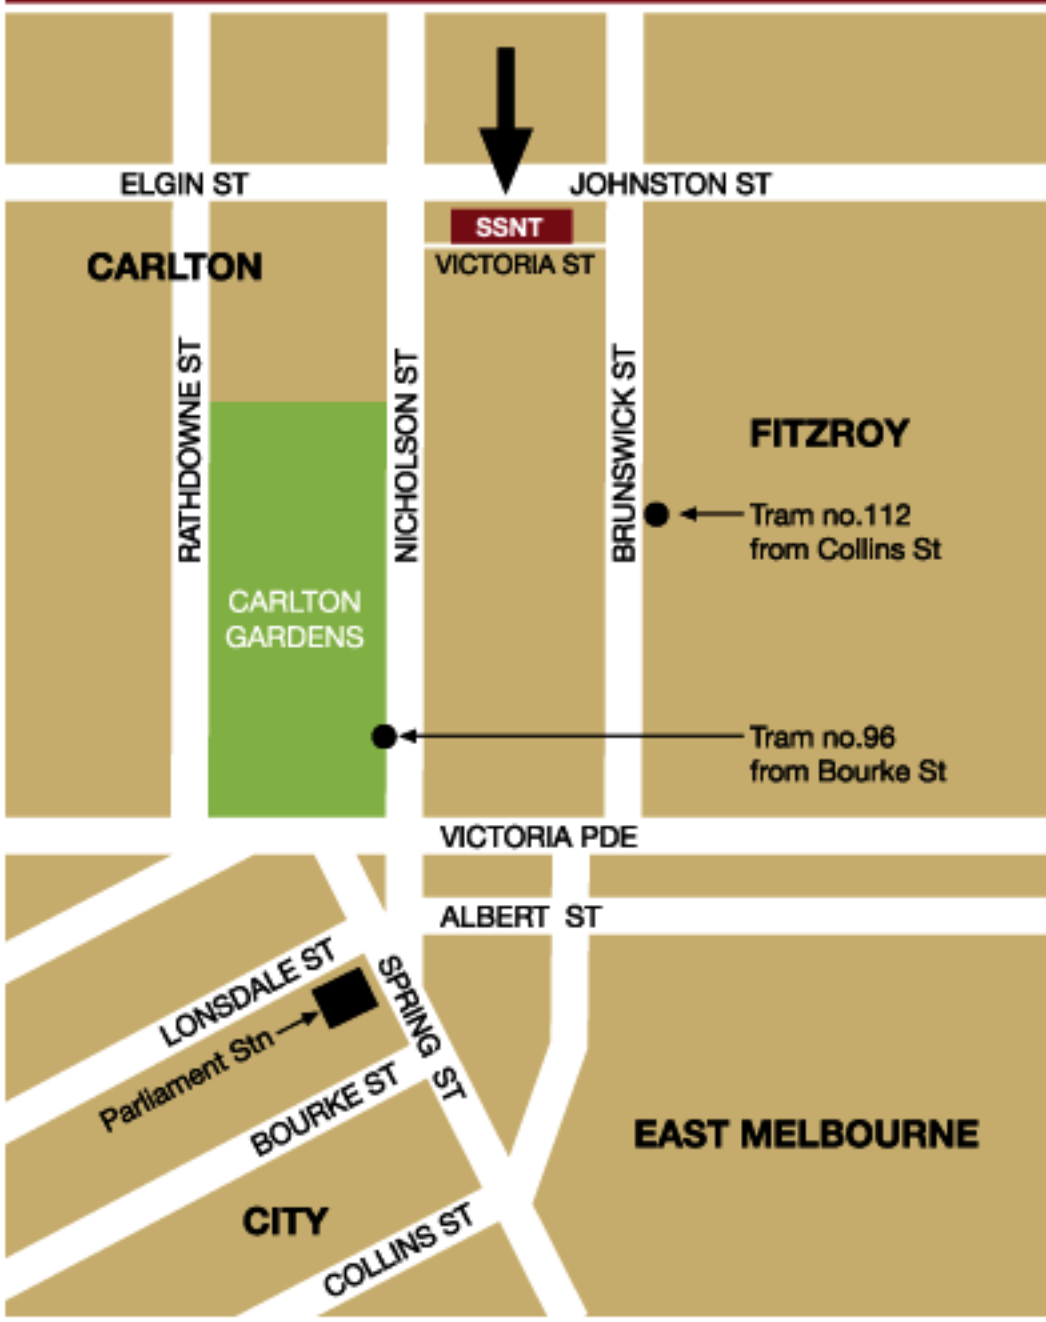 ELGIN ST
JOHNSTON ST
SSNT
VICTORIA ST
CARLTON
RATHDOWNE ST
NICHOLSON ST
BRUNSWICK ST
FITZROY
Tram no.112
from Collins St
CARLTON
GARDENS
Tram no.96
from Bourke St
VICTORIA PDE
ALBERT ST
LONSDALE ST
SPRING ST
Parliament Stn
BOURKE ST
EAST MELBOURNE
CITY
COLLINS ST